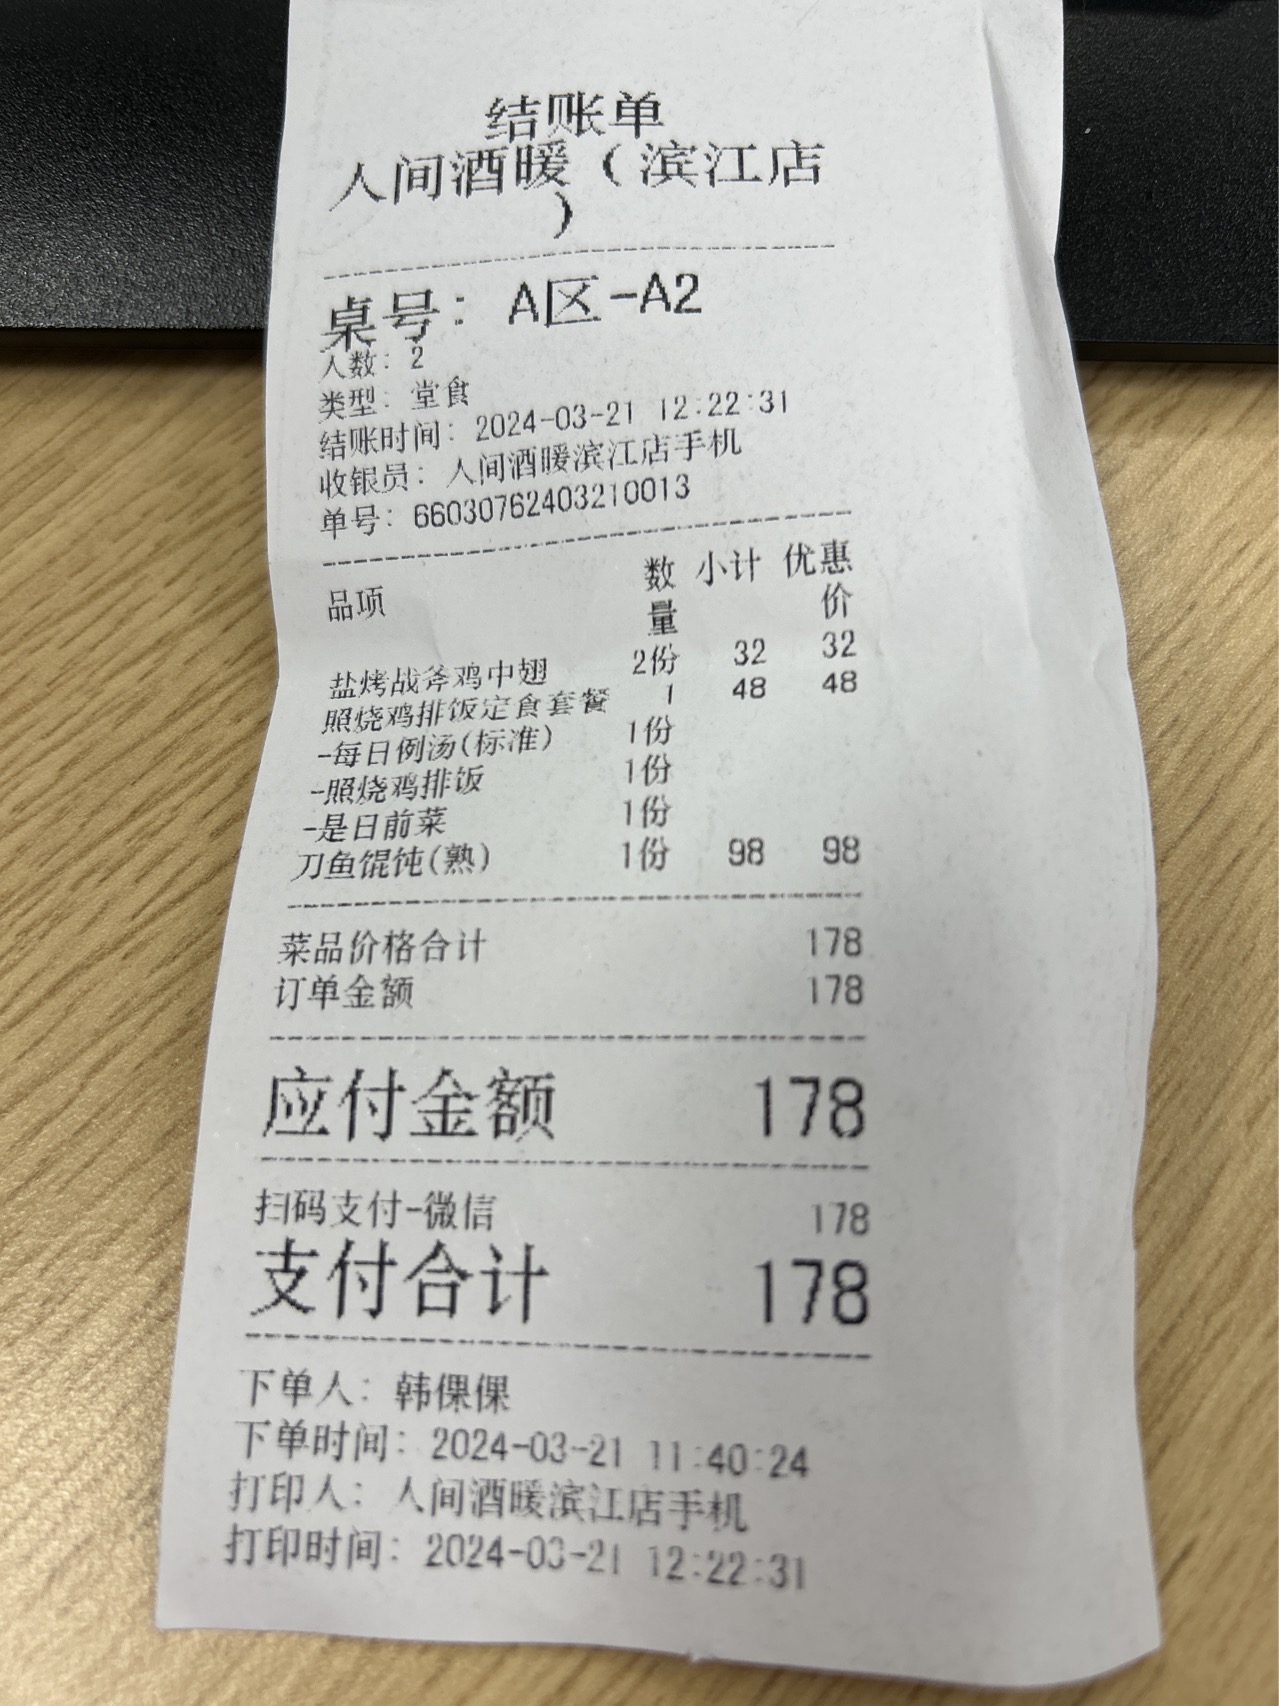 结账单
人间酒暖（滨江店
）
桌号：A区-A2
人数：2
类型：堂食
结账时间：2024-03-21 12:22:31
收银员：人间酒暖滨江店手机
单号：66030762403210013
品项 数量 小计 优惠价
盐烤战斧鸡中翅 2份 32 32
照烧鸡排饭定食套餐 1 48 48
-每日例汤(标准) 1份
-照烧鸡排饭 1份
-是日前菜 1份
刀鱼馄饨(熟) 1份 98 98
菜品价格合计 178
订单金额 178
应付金额 178
扫码支付-微信 178
支付合计 178
下单人：韩倮倮
下单时间：2024-03-21 11:40:24
打印人：人间酒暖滨江店手机
打印时间：2024-03-21 12:22:31